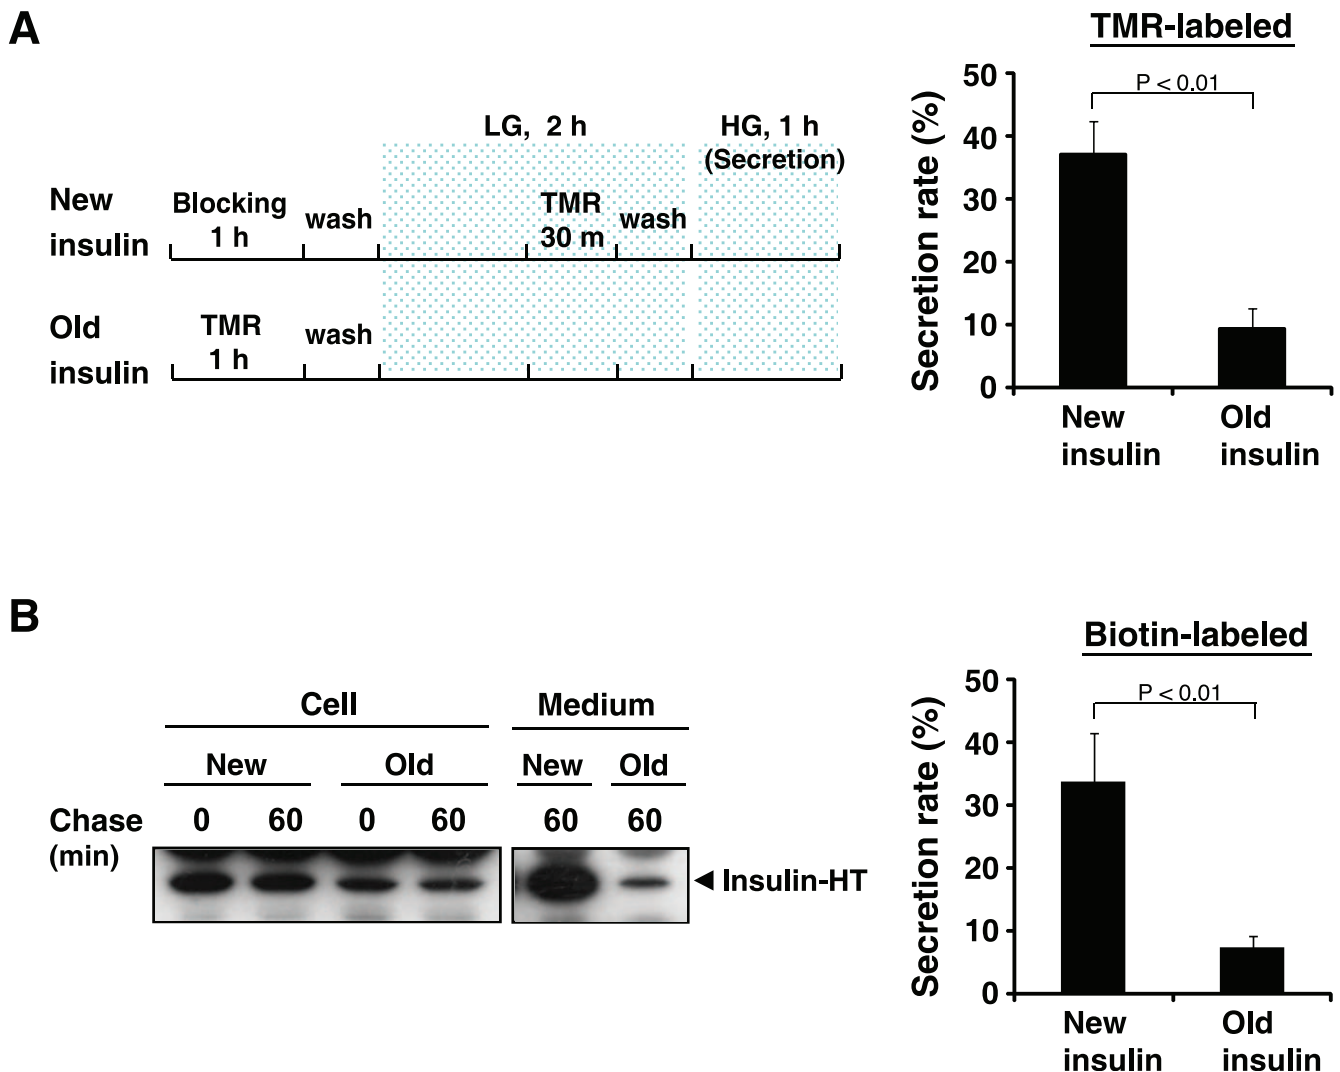 A
TMR-labeled
LG, 2 h
HG, 1 h
(Secretion)
New
insulin
Blocking
1 h
wash
TMR
30 m
wash
Old
insulin
TMR
1 h
wash
Secretion rate (%)
50
40
30
20
10
0
P < 0.01
New
insulin
Old
insulin
B
Biotin-labeled
Cell
Medium
New
Old
New
Old
Chase
(min)
0
60
0
60
60
60
Insulin-HT
Secretion rate (%)
50
40
30
20
10
0
P < 0.01
New
insulin
Old
insulin